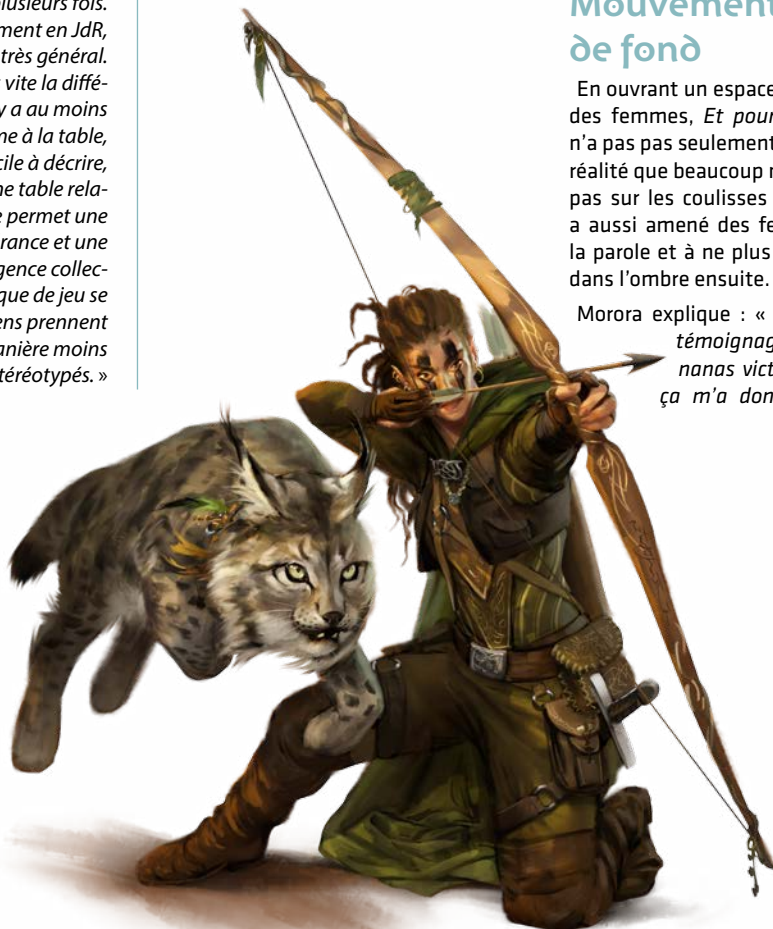 lusieurs fois.
ment en JdR,
très général.
vite la diffé-
y a au moins
ne à la table,
cile à décrire,
ne table rela-
e permet une
rance et une
gence collec-
que de jeu se
ens prennent
anière moins
téréotypés. »
Mouvement
de fond
En ouvrant un espace
des femmes, Et pour
n'a pas pas seulement
réalité que beaucoup n
pas sur les coulisses
a aussi amené des fe
la parole et à ne plus
dans l'ombre ensuite.
Morora explique : «
témoignag
nanas vict
ça m'a don